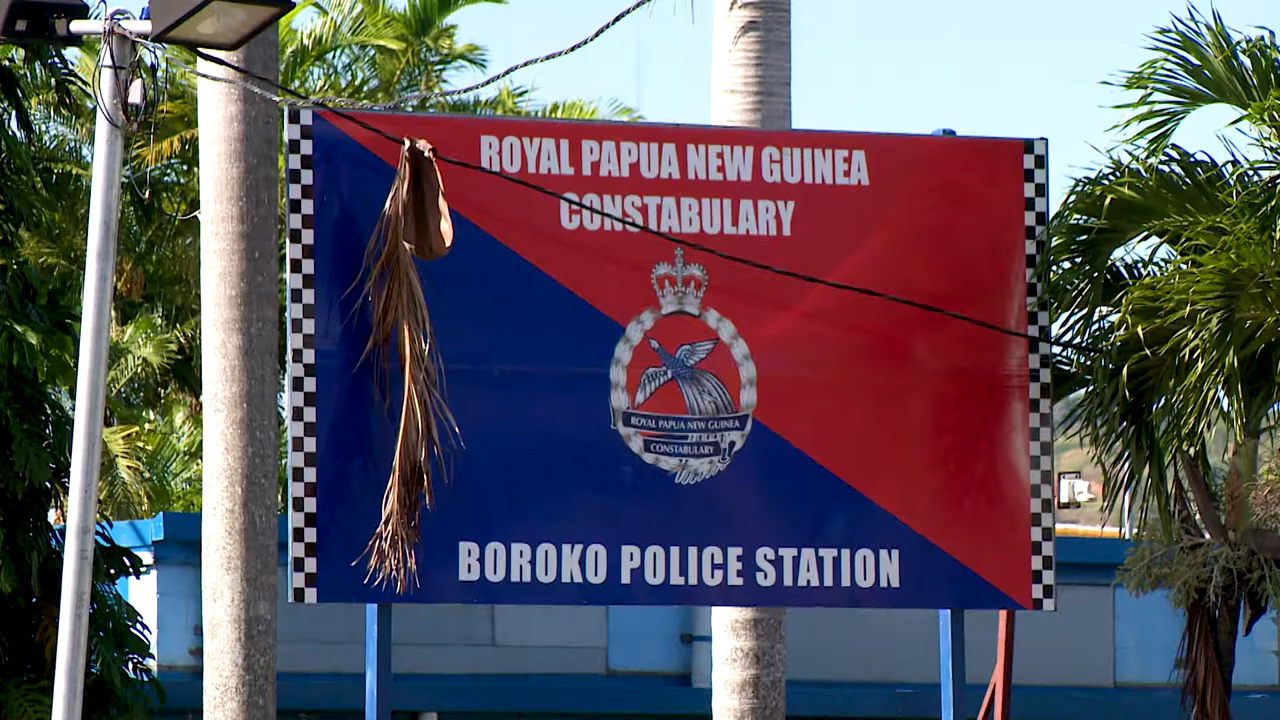 ROYAL PAPUA NEW GUINEA
CONSTABULARY
ROYAL PAPUA NEW GUINEA
CONSTABULARY
BOROKO POLICE STATION